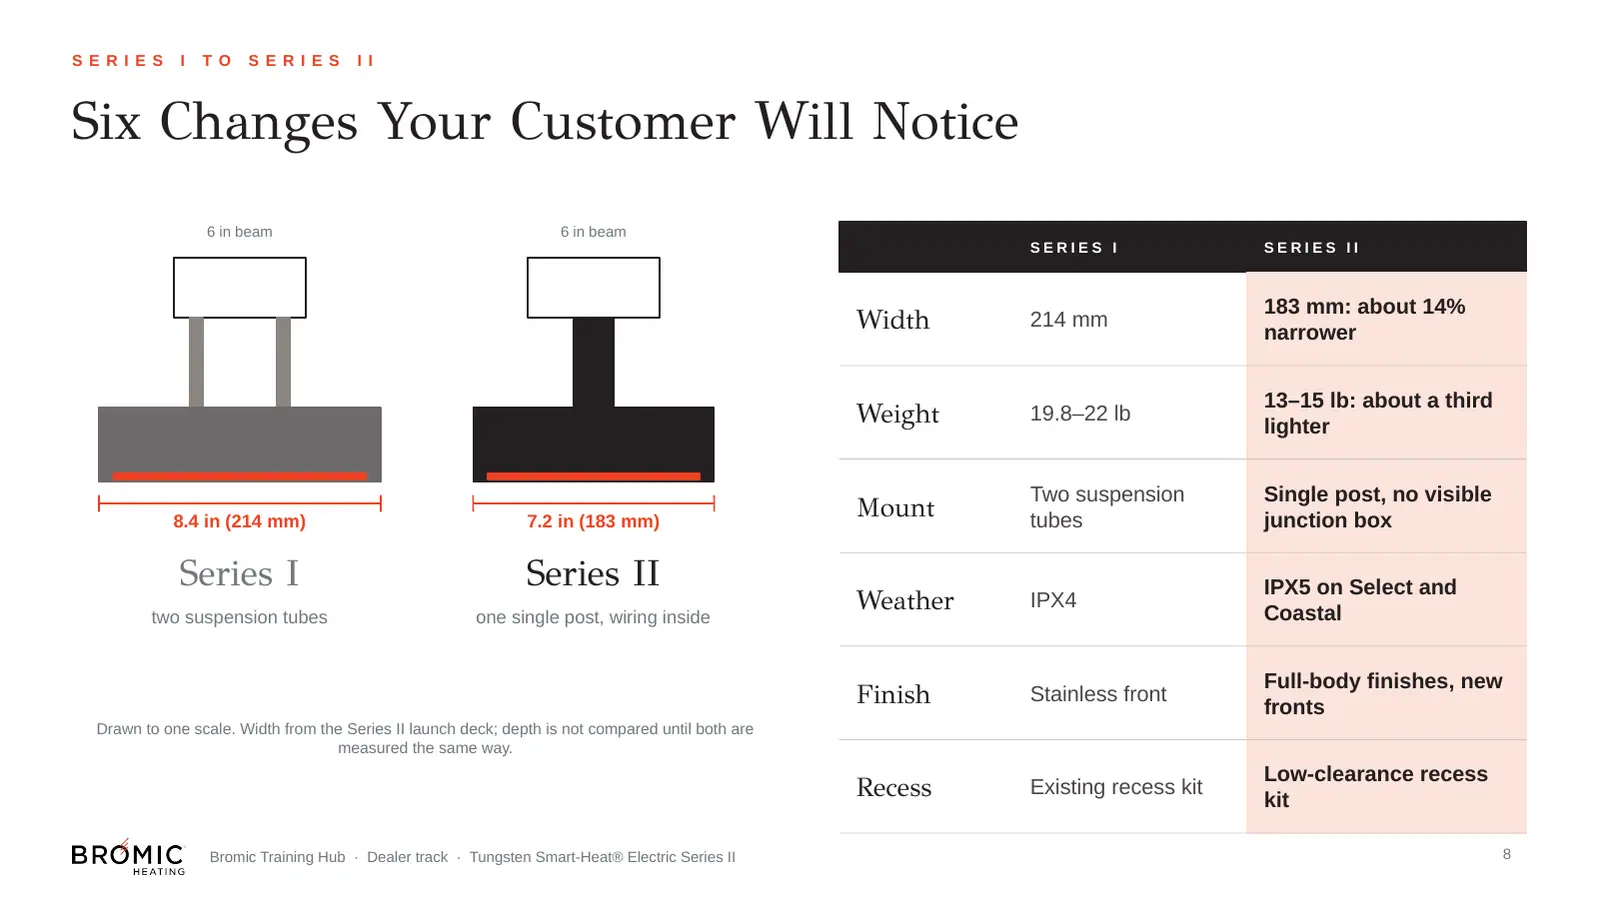 SERIES I TO SERIES II
Six Changes Your Customer Will Notice
6 in beam
8.4 in (214 mm)
Series I
two suspension tubes
6 in beam
7.2 in (183 mm)
Series II
one single post, wiring inside
Drawn to one scale. Width from the Series II launch deck; depth is not compared until both are
measured the same way.
SERIES I SERIES II
Width 214 mm 183 mm: about 14%
narrower
Weight 19.8–22 lb 13–15 lb: about a third
lighter
Mount Two suspension
tubes
Single post, no visible
junction box
Weather IPX4 IPX5 on Select and
Coastal
Finish Stainless front Full-body finishes, new
fronts
Recess Existing recess kit Low-clearance recess
kit
BROMIC
HEATING
Bromic Training Hub · Dealer track · Tungsten Smart-Heat® Electric Series II
8